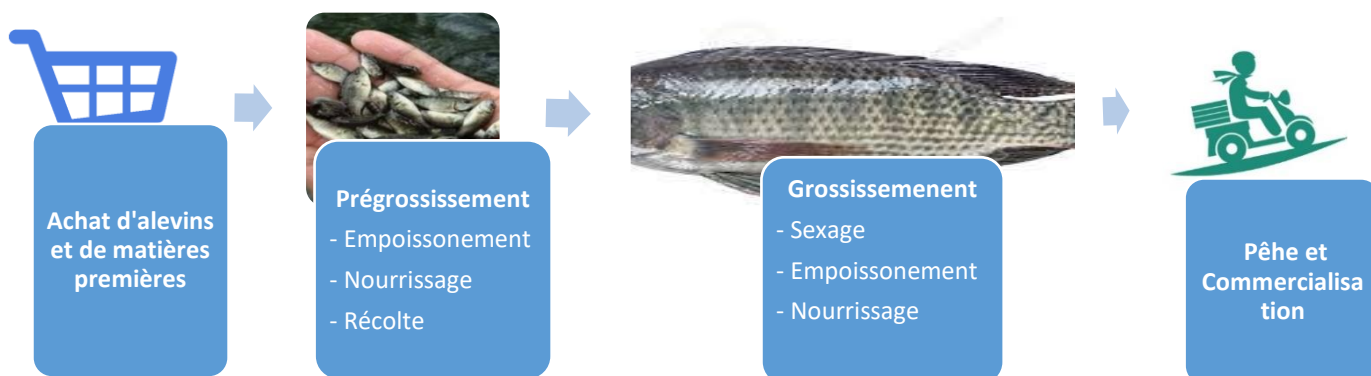 Achat d'alevins
et de matières
premières
Prégrossissement
- Empoissonement
- Nourrissage
- Récolte
Grossissemenent
- Sexage
- Empoissonement
- Nourrissage
Pêhe et
Commercialisa
tion